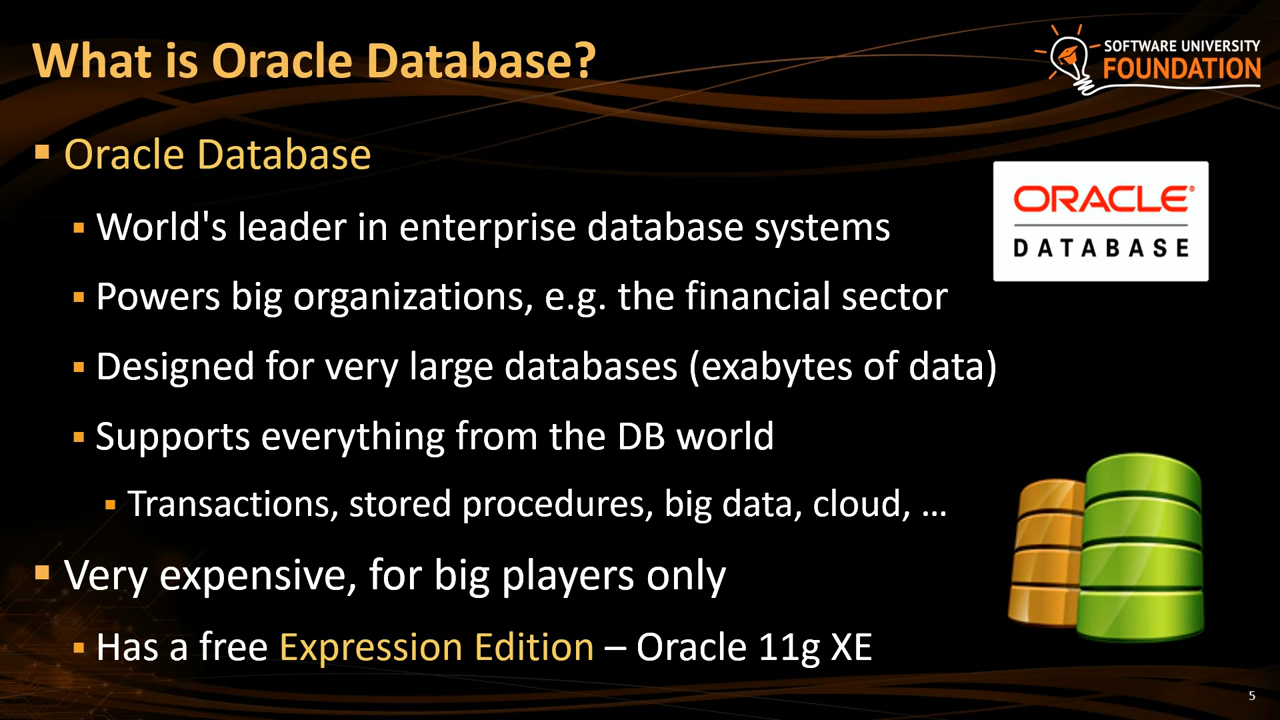 What is Oracle Database?
SOFTWARE UNIVERSITY
FOUNDATION
▪ Oracle Database
▪ World's leader in enterprise database systems
▪ Powers big organizations, e.g. the financial sector
▪ Designed for very large databases (exabytes of data)
▪ Supports everything from the DB world
▪ Transactions, stored procedures, big data, cloud, …
▪ Very expensive, for big players only
▪ Has a free Expression Edition – Oracle 11g XE
ORACLE®
DATABASE
5